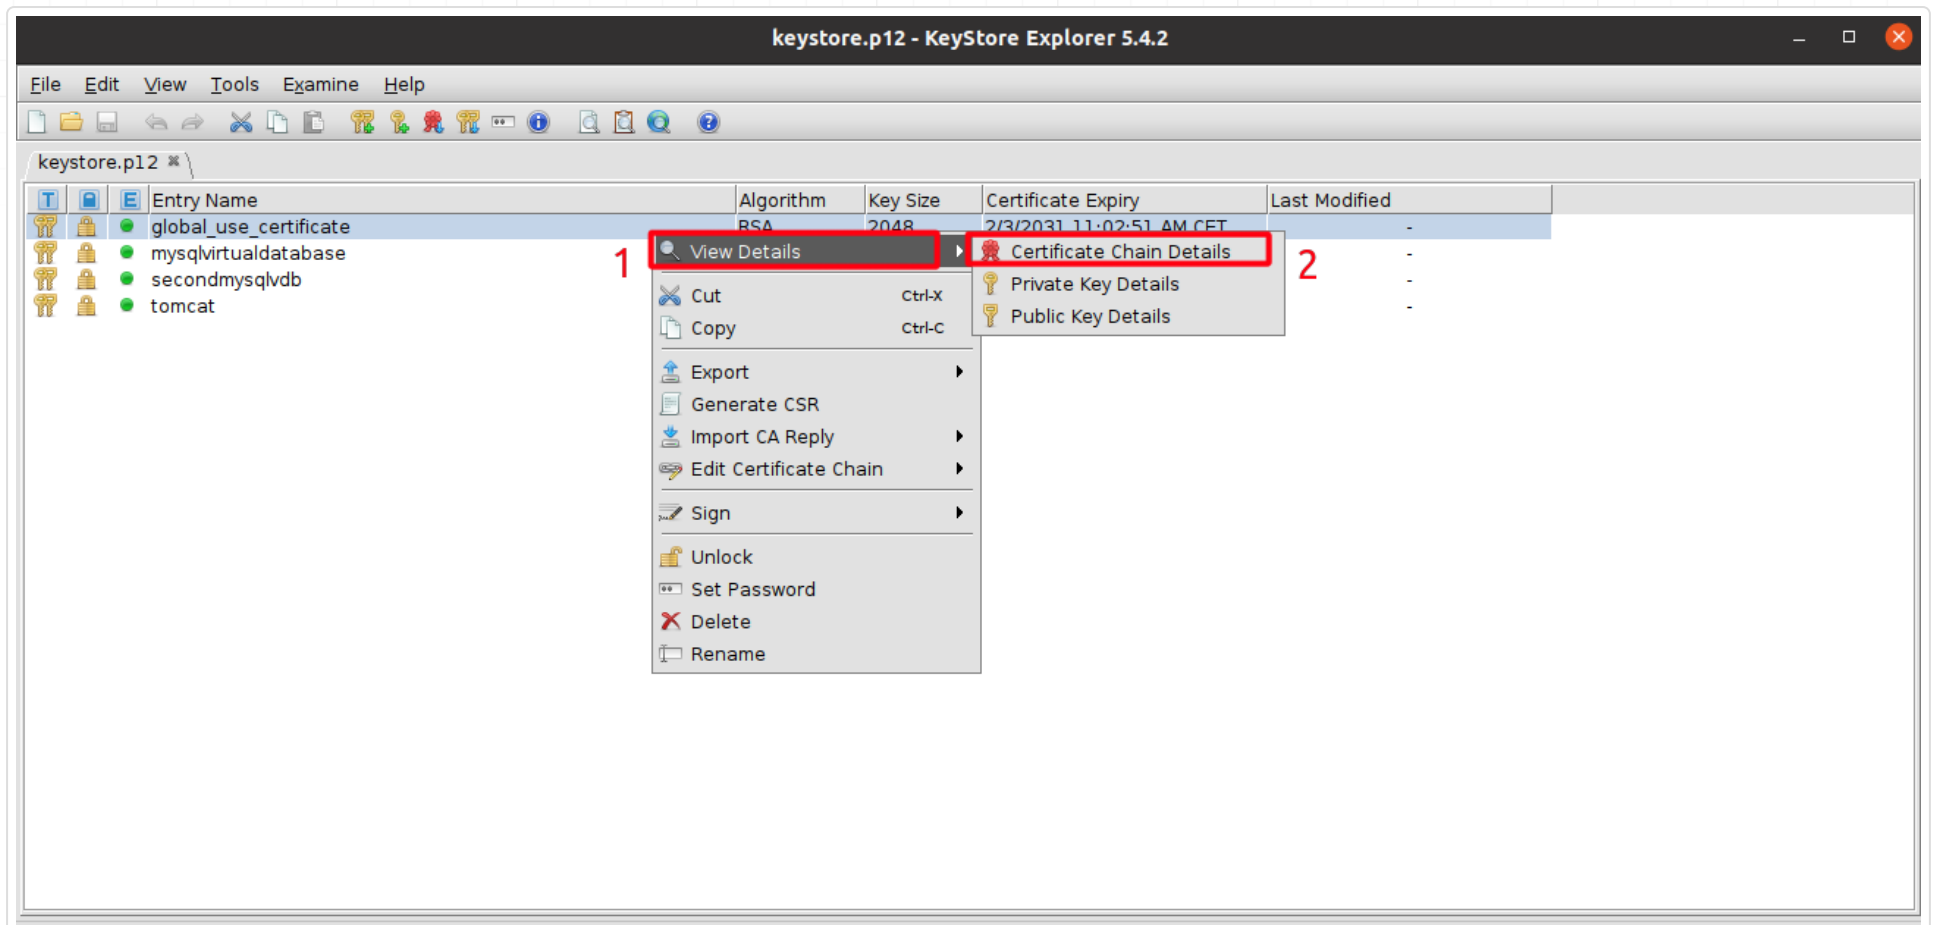 keystore.p12 - KeyStore Explorer 5.4.2
File Edit View Tools Examine Help
keystore.p12
T E Entry Name Algorithm Key Size Certificate Expiry Last Modified
global_use_certificate RSA 2048 2/3/2031 11:02:51 AM CET -
mysqlvirtualdatabase -
secondmysqlvdb -
tomcat -
1
View Details
Cut Ctrl-X
Copy Ctrl-C
Export
Generate CSR
Import CA Reply
Edit Certificate Chain
Sign
Unlock
Set Password
Delete
Rename
Certificate Chain Details
2
Private Key Details
Public Key Details